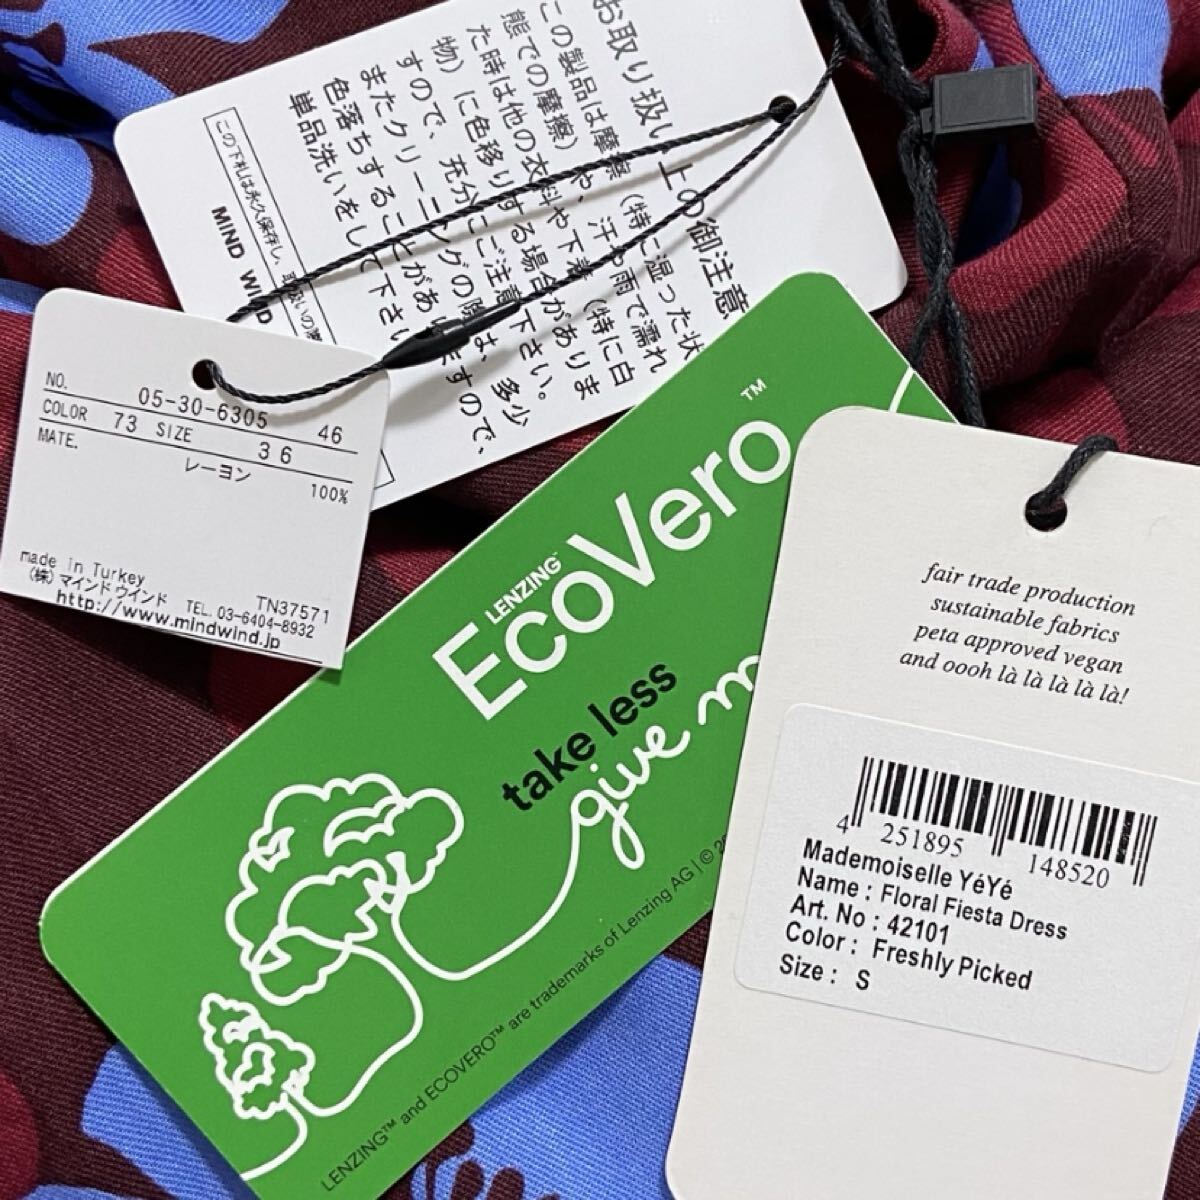 お取り扱い上の御注意
この製品は摩擦(特に湿った状
態での摩擦)や、汗や雨で濡れ
た時は他の衣料や下着(特に白
物)に色移りする場合がありま
すので、充分にご注意下さい。
またクリーニングの際は、多少
色落ちすることがありますので、
単品洗いをして下さい
この下札は永久保存し、
MIND WIND
NO. 05-30-6305 46
COLOR 73 SIZE 36
MATE. レーヨン 100%
made in Turkey
(株)マインドウインド TN37571
TEL. 03-6404-8932
http://www.mindwind.jp
LENZING™
EcoVero™
take less
give
LENZING™ and ECOVERO™ are trademarks of Lenzing AG | ©
fair trade production
sustainable fabrics
peta approved vegan
and oooh là là là là là!
4 251895 148520
Mademoiselle YéYé
Name : Floral Fiesta Dress
Art. No : 42101
Color : Freshly Picked
Size : S